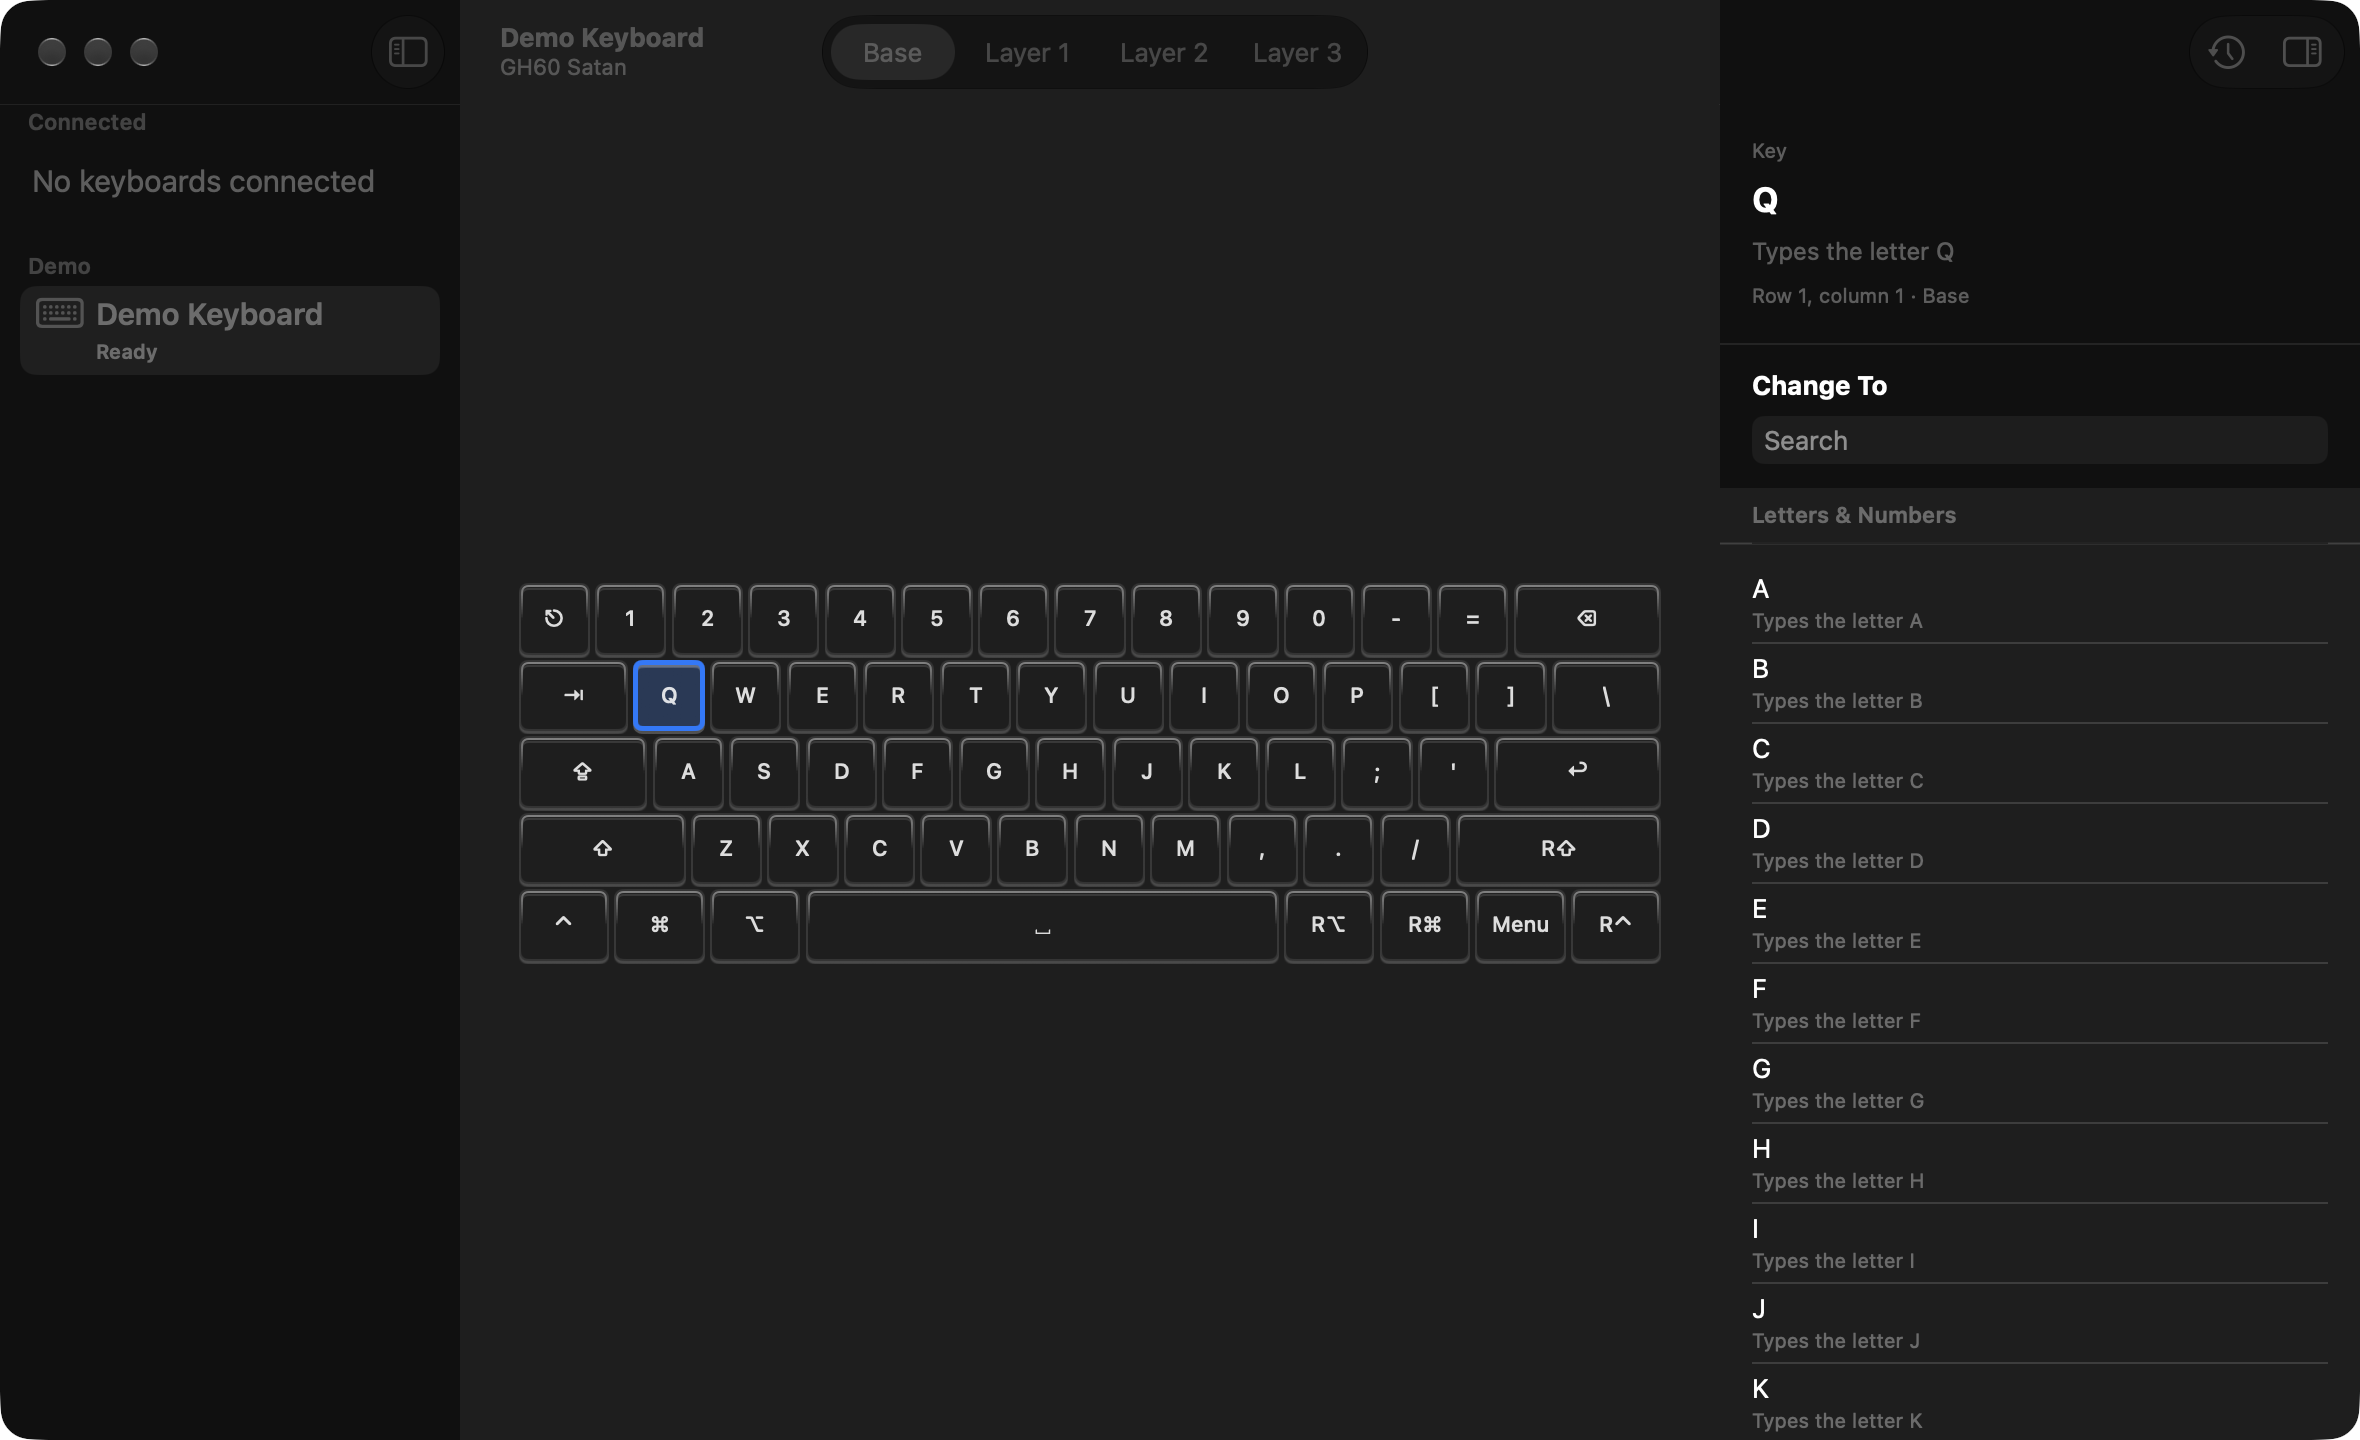 Connected
No keyboards connected
Demo
Demo Keyboard
Ready
Demo Keyboard
GH60 Satan
Base Layer 1 Layer 2 Layer 3
⎋ 1 2 3 4 5 6 7 8 9 0 - = ⌫
⇥ Q W E R T Y U I O P [ ] \
⇪ A S D F G H J K L ; ' ↩
⇧ Z X C V B N M , . / R⇧
⌃ ⌘ ⌥ ⎵ R⌥ R⌘ Menu R⌃
Key
Q
Types the letter Q
Row 1, column 1 · Base
Change To
Search
Letters & Numbers
A
Types the letter A
B
Types the letter B
C
Types the letter C
D
Types the letter D
E
Types the letter E
F
Types the letter F
G
Types the letter G
H
Types the letter H
I
Types the letter I
J
Types the letter J
K
Types the letter K